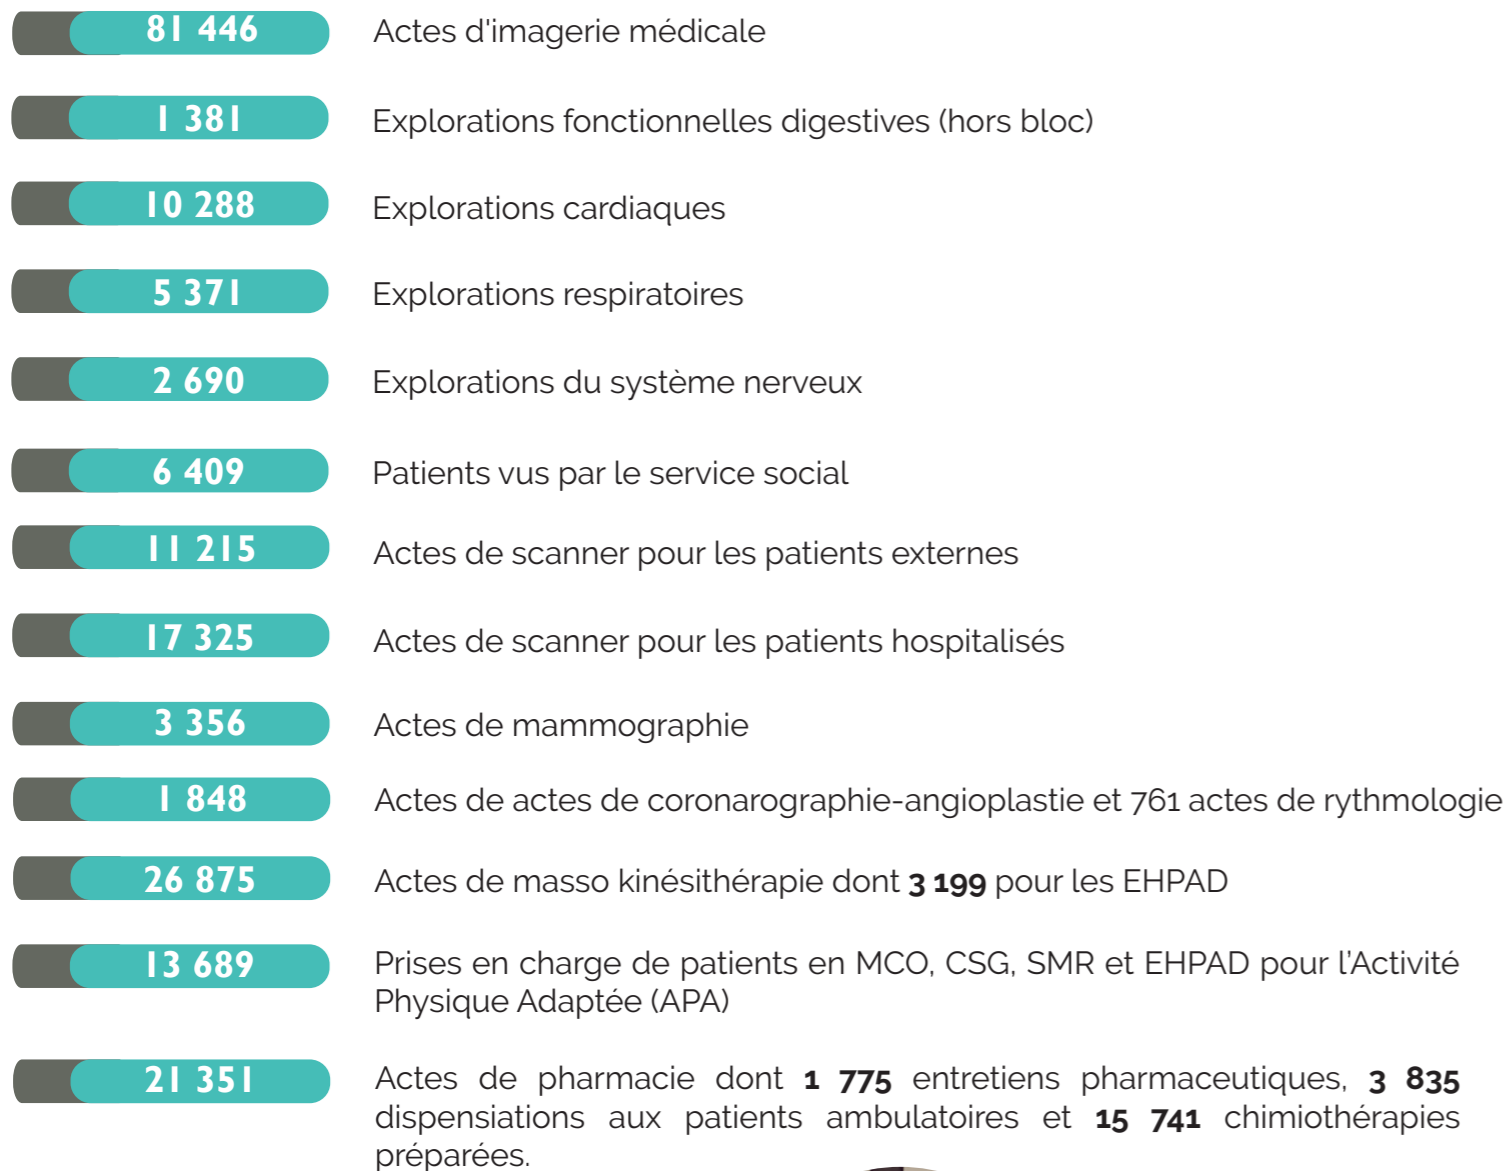 81 446 Actes d'imagerie médicale
1 381 Explorations fonctionnelles digestives (hors bloc)
10 288 Explorations cardiaques
5 371 Explorations respiratoires
2 690 Explorations du système nerveux
6 409 Patients vus par le service social
11 215 Actes de scanner pour les patients externes
17 325 Actes de scanner pour les patients hospitalisés
3 356 Actes de mammographie
1 848 Actes de actes de coronarographie-angioplastie et 761 actes de rythmologie
26 875 Actes de masso kinésithérapie dont 3 199 pour les EHPAD
13 689 Prises en charge de patients en MCO, CSG, SMR et EHPAD pour l'Activité
Physique Adaptée (APA)
21 351 Actes de pharmacie dont 1 775 entretiens pharmaceutiques, 3 835
dispensiations aux patients ambulatoires et 15 741 chimiothérapies
préparées.